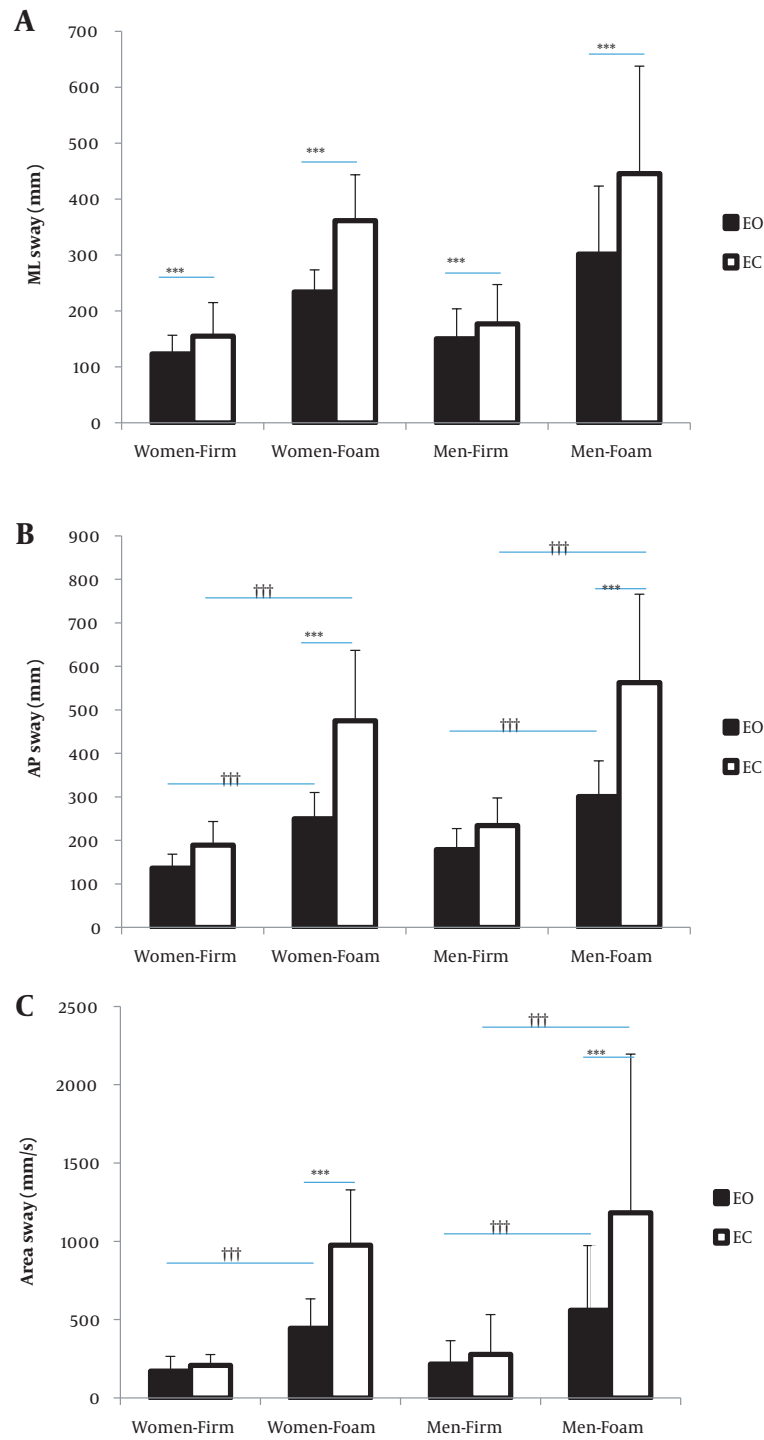 A
700
600
500
400
300
200
100
0
ML sway (mm)
***
***
***
***
EO
EC
Women-Firm Women-Foam Men-Firm Men-Foam
B
900
800
700
600
500
400
300
200
100
0
AP sway (mm)
†††
†††
***
***
†††
†††
EO
EC
Women-Firm Women-Foam Men-Firm Men-Foam
C
2500
2000
1500
1000
500
0
Area sway (mm/s)
†††
***
***
†††
†††
EO
EC
Women-Firm Women-Foam Men-Firm Men-Foam